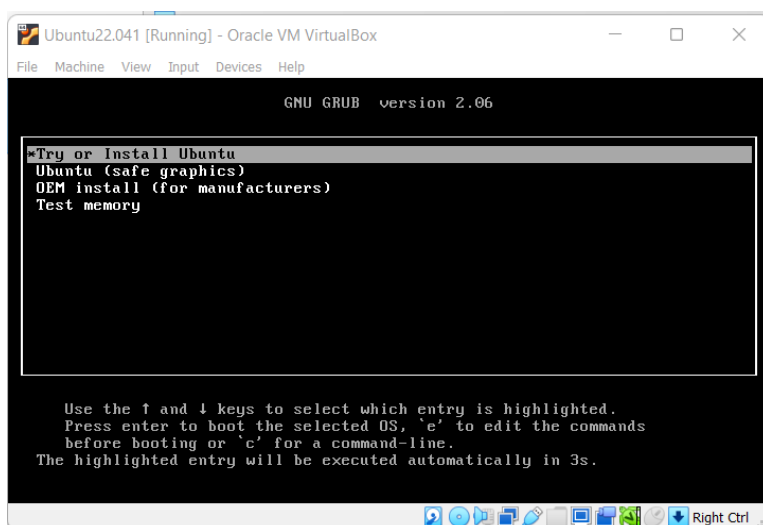 Ubuntu22.041 [Running] - Oracle VM VirtualBox
File Machine View Input Devices Help
GNU GRUB version 2.06
*Try or Install Ubuntu
Ubuntu (safe graphics)
OEM install (for manufacturers)
Test memory
Use the ↑ and ↓ keys to select which entry is highlighted.
Press enter to boot the selected OS, `e' to edit the commands
before booting or `c' for a command-line.
The highlighted entry will be executed automatically in 3s.
Right Ctrl